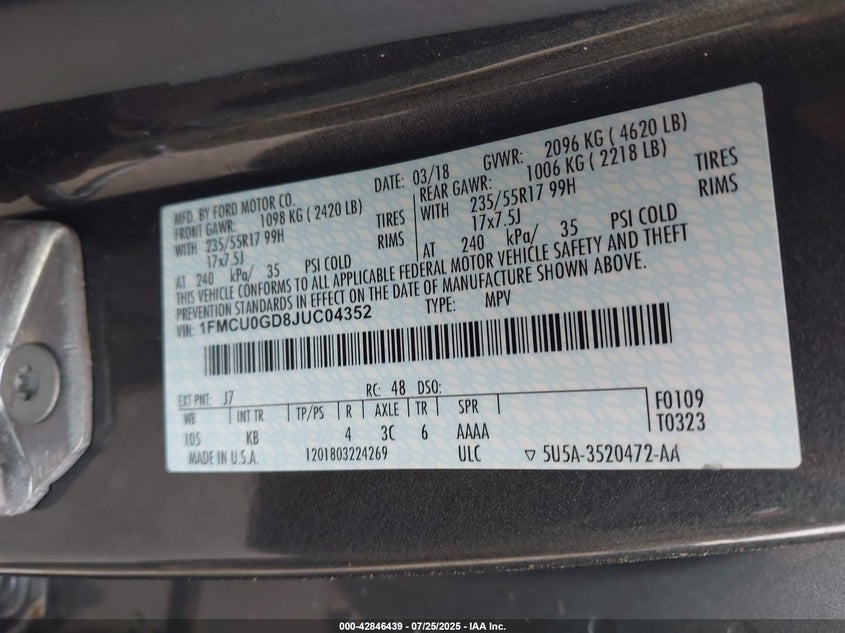 MFD. BY FORD MOTOR CO.
DATE: 03/18 GVWR: 2096 KG ( 4620 LB)
FRONT GAWR: 1098 KG ( 2420 LB)
REAR GAWR: 1006 KG ( 2218 LB)
WITH 235/55R17 99H TIRES
WITH 235/55R17 99H TIRES
17x7.5J RIMS
17x7.5J RIMS
AT 240 kPa/ 35 PSI COLD
AT 240 kPa/ 35 PSI COLD
THIS VEHICLE CONFORMS TO ALL APPLICABLE FEDERAL MOTOR VEHICLE SAFETY AND THEFT
PREVENTION STANDARDS IN EFFECT ON THE DATE OF MANUFACTURE SHOWN ABOVE.
VIN: 1FMCU0GD8JUC04352 TYPE: MPV
EXT PNT: J7 RC: 48 DSO:
WB INT TR TP/PS R AXLE TR SPR F0109
105 KB 4 3C 6 AAAA T0323
MADE IN U.S.A. 1201803224269 ULC ▽ 5U5A-3520472-AA
000-42846439 - 07/25/2025 - IAA Inc.